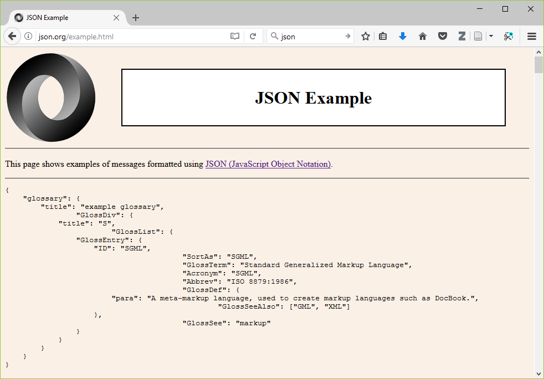 JSON Example
json.org/example.html
json
JSON Example
This page shows examples of messages formatted using JSON (JavaScript Object Notation).
{
    "glossary": {
        "title": "example glossary",
                "GlossDiv": {
            "title": "S",
                        "GlossList": {
                "GlossEntry": {
                    "ID": "SGML",
                                        "SortAs": "SGML",
                                        "GlossTerm": "Standard Generalized Markup Language",
                                        "Acronym": "SGML",
                                        "Abbrev": "ISO 8879:1986",
                                        "GlossDef": {
                        "para": "A meta-markup language, used to create markup languages such as DocBook.",
                                                "GlossSeeAlso": ["GML", "XML"]
                    },
                                        "GlossSee": "markup"
                }
            }
        }
    }
}